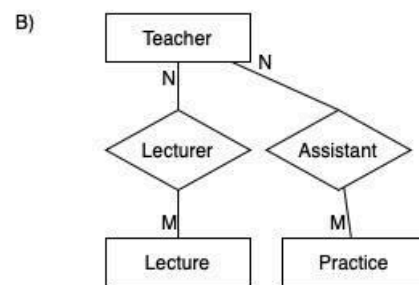 B)
Teacher
N
N
Lecturer
Assistant
M
M
Lecture
Practice